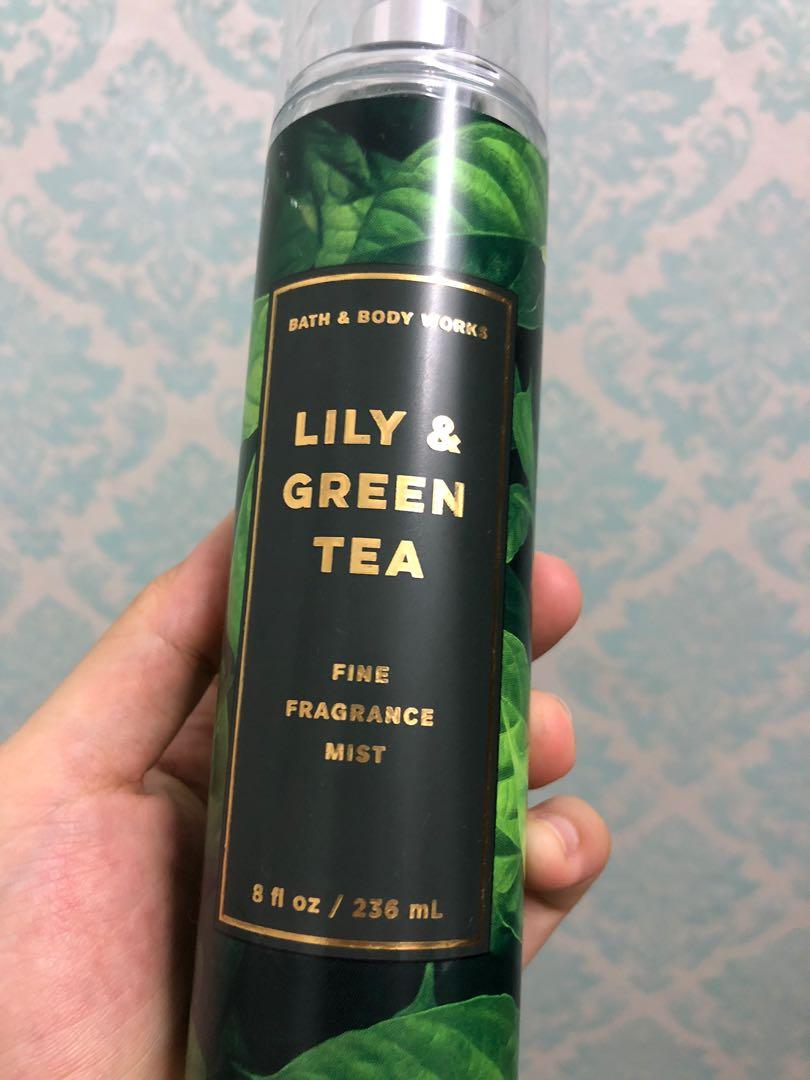 BATH & BODY WORKS
LILY &
GREEN
TEA
FINE
FRAGRANCE
MIST
8 fl oz / 236 mL